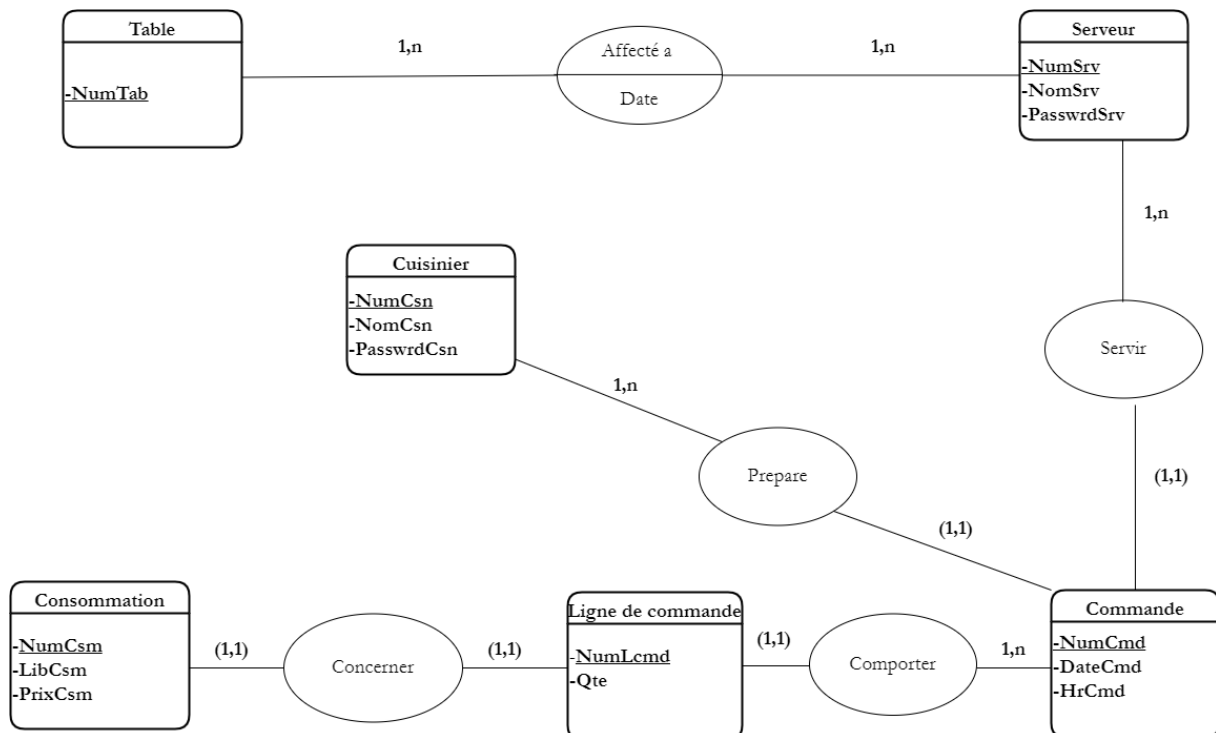 Table
-NumTab
1,n
Affecté a
Date
1,n
Serveur
-NumSrv
-NomSrv
-PasswrdSrv
1,n
Servir
(1,1)
Cuisinier
-NumCsn
-NomCsn
-PasswrdCsn
1,n
Prepare
(1,1)
Consommation
-NumCsm
-LibCsm
-PrixCsm
(1,1)
Concerner
(1,1)
Ligne de commande
-NumLcmd
-Qte
(1,1)
Comporter
1,n
Commande
-NumCmd
-DateCmd
-HrCmd